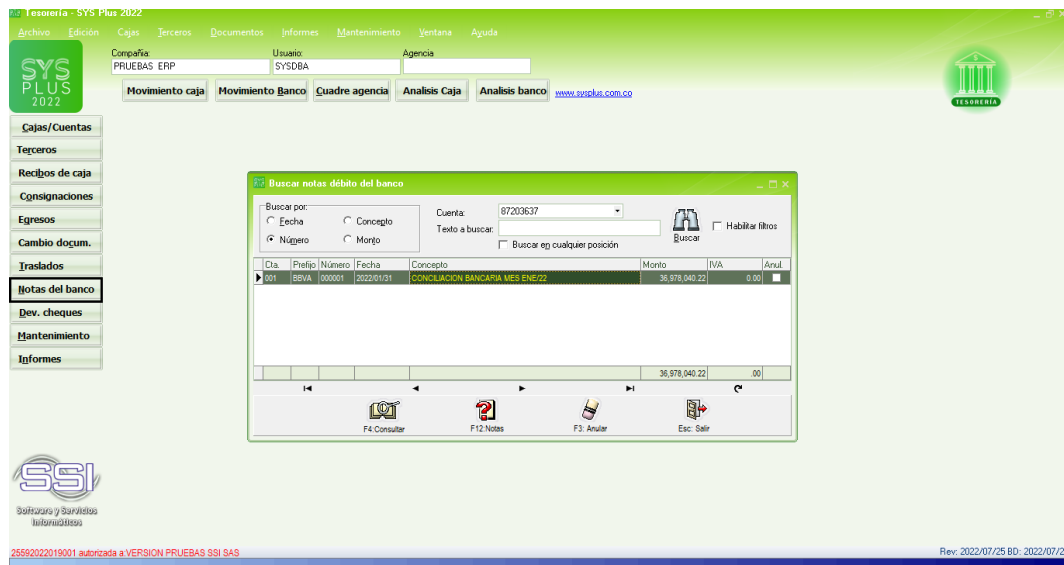 Tesorería - SYS Plus 2022
Archivo Edición Cajas Terceros Documentos Informes Mantenimiento Ventana Ayuda
SYS
PLUS
2022
Compañía: Usuario: Agencia
PRUEBAS ERP SYSDBA
Movimiento caja Movimiento Banco Cuadre agencia Analisis Caja Analisis banco www.sysplus.com.co
TESORERÍA
Cajas/Cuentas
Terceros
Recibos de caja
Consignaciones
Egresos
Cambio docum.
Traslados
Notas del banco
Dev. cheques
Mantenimiento
Informes
Buscar notas débito del banco
Buscar por:
Fecha Concepto
Número Monto
Cuenta: 87203637
Texto a buscar:
Buscar en cualquier posición
Buscar
Habilitar filtros
Cta. Prefijo Número Fecha Concepto Monto IVA Anul.
001 BBVA 000001 2022/01/31 CONCILIACION BANCARIA MES ENE/22 36,978,040.22 0.00
36,978,040.22 .00
F4:Consultar F12:Notas F3: Anular Esc: Salir
SSI
Software y Servicios
Informáticos
25592022019001 autorizada a:VERSION PRUEBAS SSI SAS
Rev: 2022/07/25 BD: 2022/07/2